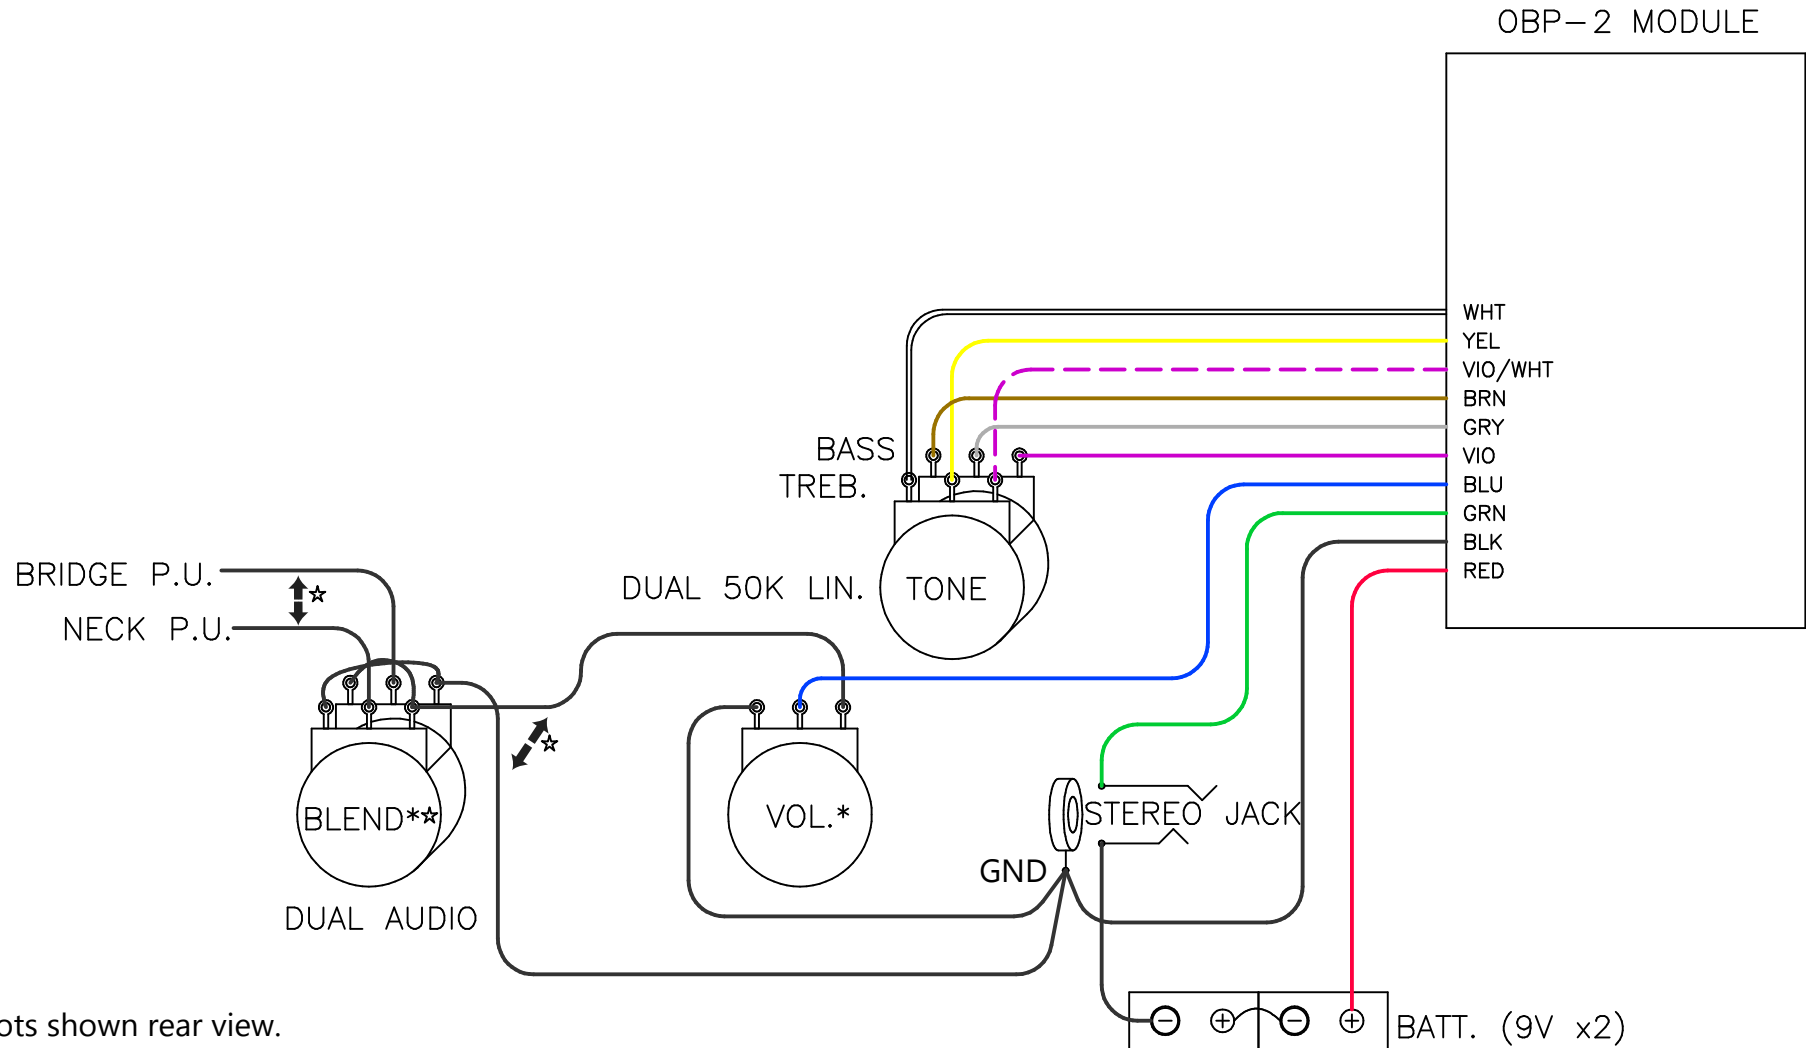 OBP-2 MODULE
WHT
YEL
VIO/WHT
BRN
GRY
VIO
BLU
GRN
BLK
RED
BASS
TREB.
DUAL 50K LIN.
TONE
BRIDGE P.U.
☆
NECK P.U.
☆
BLEND*☆
VOL.*
STEREO JACK
GND
DUAL AUDIO
ots shown rear view.
BATT. (9V x2)